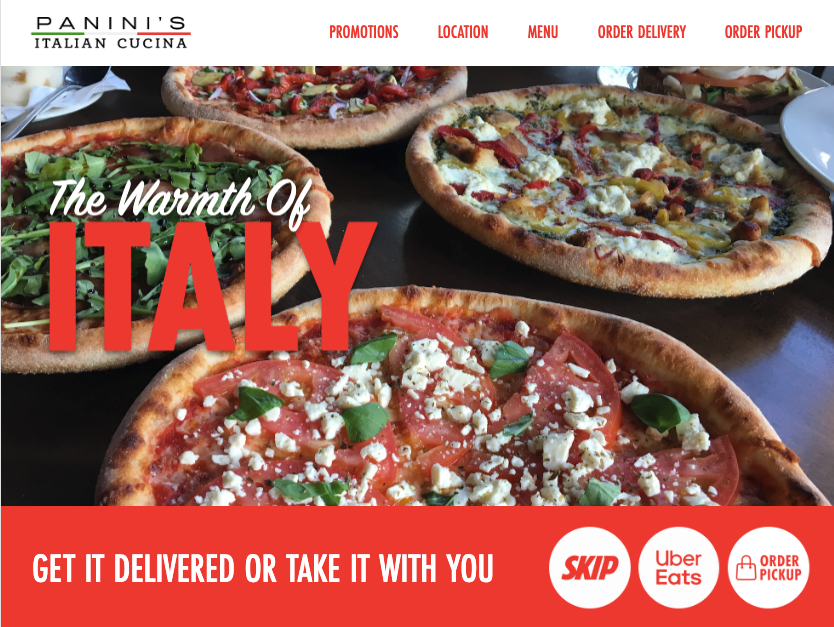 PANINI'S
ITALIAN CUCINA
PROMOTIONS LOCATION MENU ORDER DELIVERY ORDER PICKUP
The Warmth Of
ITALY
GET IT DELIVERED OR TAKE IT WITH YOU
SKIP
Uber
Eats
ORDER
PICKUP